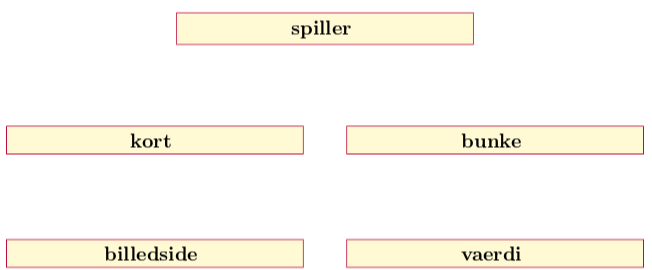 spiller
kort
bunke
billedside
vaerdi